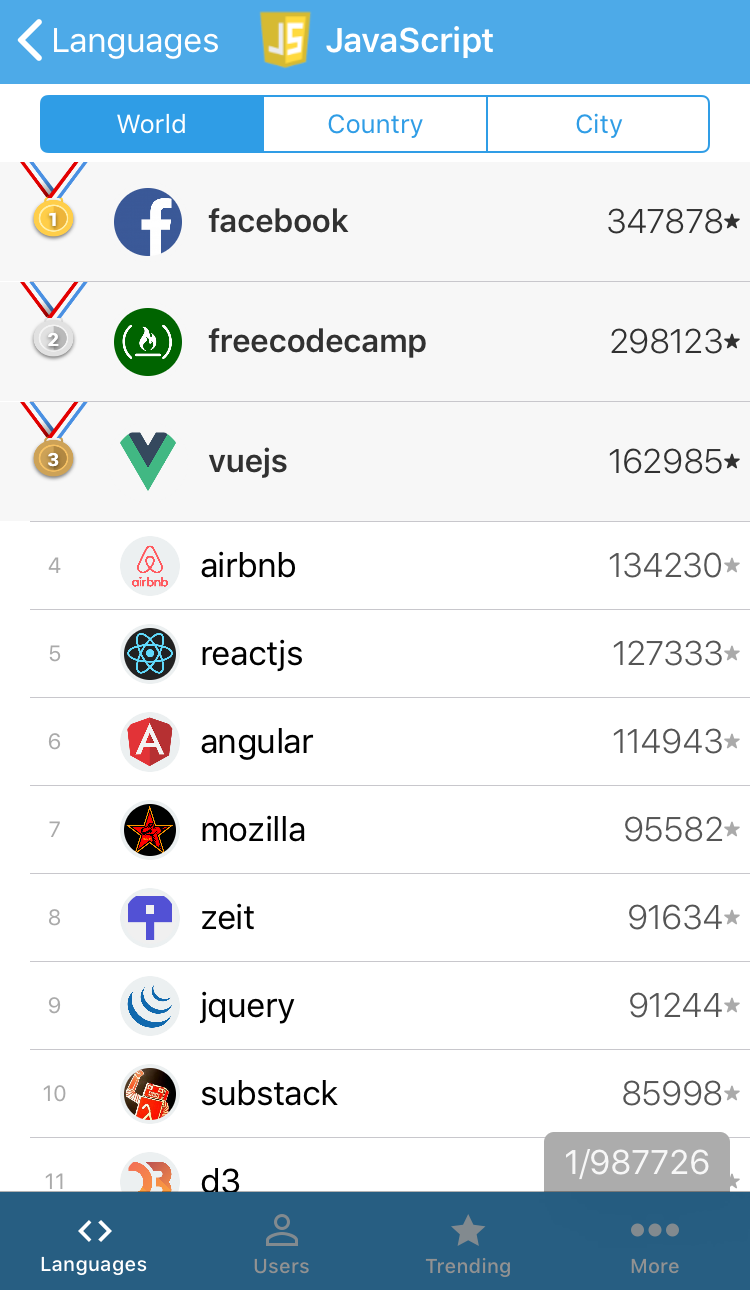 Languages JS JavaScript
World Country City
1 facebook 347878★
2 freecodecamp 298123★
3 vuejs 162985★
4 airbnb airbnb 134230★
5 reactjs 127333★
6 A angular 114943★
7 mozilla 95582★
8 zeit 91634★
9 jquery 91244★
10 substack 85998★
1/987726
11 D3 d3
Languages Users Trending More